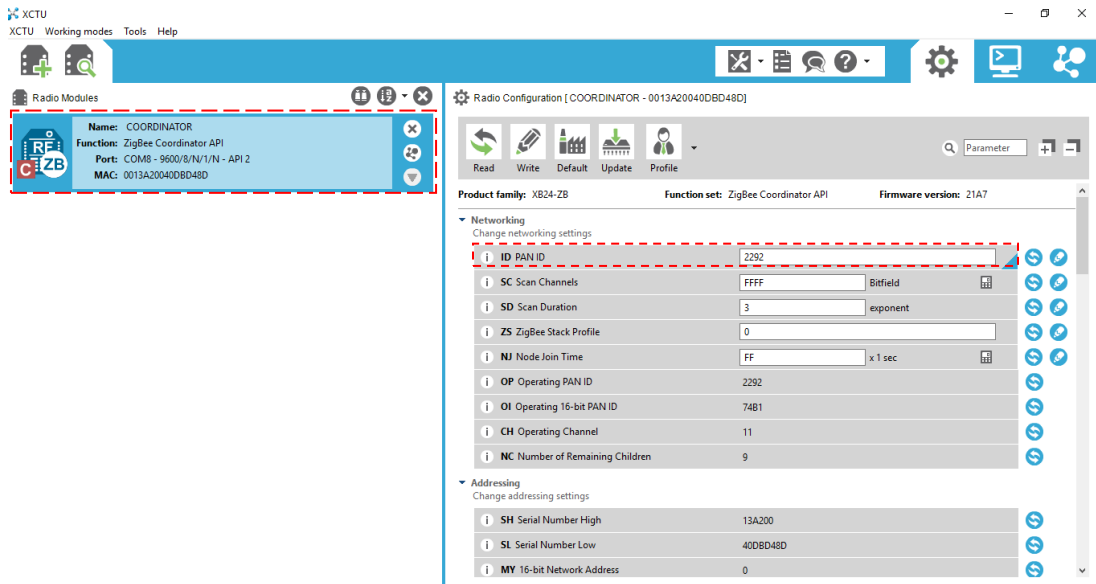 XCTU
XCTU Working modes Tools Help
Radio Modules
Name: COORDINATOR
Function: ZigBee Coordinator API
Port: COM8 - 9600/8/N/1/N - API 2
MAC: 0013A20040DBD48D
RF
C ZB
Radio Configuration [ COORDINATOR - 0013A20040DBD48D]
Read Write Default Update Profile
Parameter
Product family: XB24-ZB Function set: ZigBee Coordinator API Firmware version: 21A7
Networking
Change networking settings
i ID PAN ID 2292
i SC Scan Channels FFFF Bitfield
i SD Scan Duration 3 exponent
i ZS ZigBee Stack Profile 0
i NJ Node Join Time FF x 1 sec
i OP Operating PAN ID 2292
i OI Operating 16-bit PAN ID 74B1
i CH Operating Channel 11
i NC Number of Remaining Children 9
Addressing
Change addressing settings
i SH Serial Number High 13A200
i SL Serial Number Low 40DBD48D
i MY 16-bit Network Address 0